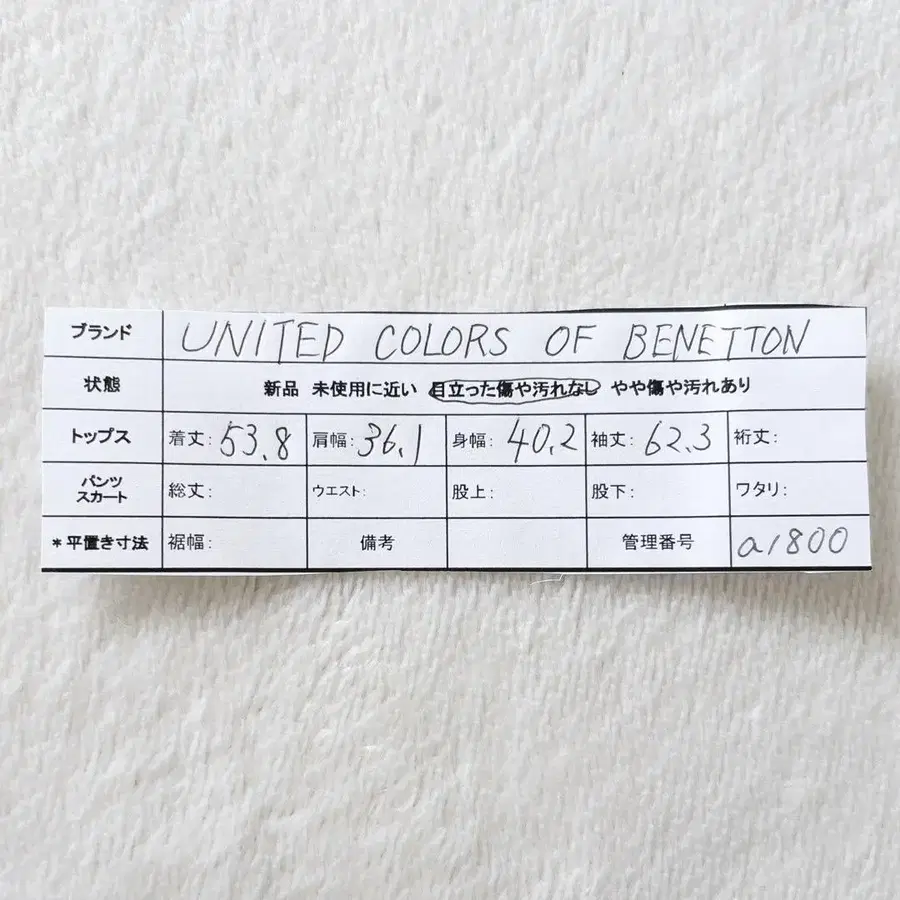 ブランド UNITED COLORS OF BENETTON
状態 新品 未使用に近い 目立った傷や汚れなし やや傷や汚れあり
トップス 着丈: 53.8 肩幅: 36.1 身幅: 40.2 袖丈: 62.3 裄丈:
パンツ
スカート 総丈: ウエスト: 股上: 股下: ワタリ:
*平置き寸法 裾幅: 備考 管理番号 a1800